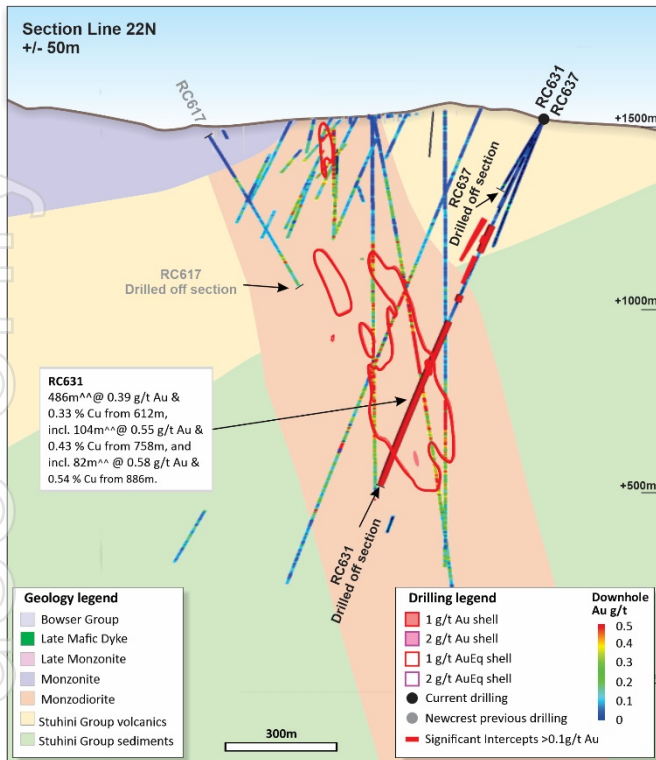 Section Line 22N
+/- 50m
RC617
RC631
RC637
+1500m
RC637
Drilled off section
RC617
Drilled off section
+1000m
RC631
486m^^@ 0.39 g/t Au &
0.33 % Cu from 612m,
incl. 104m^^@ 0.55 g/t Au &
0.43 % Cu from 758m, and
incl. 82m^^ @ 0.58 g/t Au &
0.54 % Cu from 886m.
+500m
RC631
Drilled off section
Geology legend
Bowser Group
Late Mafic Dyke
Late Monzonite
Monzonite
Monzodiorite
Stuhini Group volcanics
Stuhini Group sediments
300m
Drilling legend
1 g/t Au shell
2 g/t Au shell
1 g/t AuEq shell
2 g/t AuEq shell
Current drilling
Newcrest previous drilling
Significant Intercepts >0.1g/t Au
Downhole
Au g/t
0.5
0.4
0.3
0.2
0.1
0